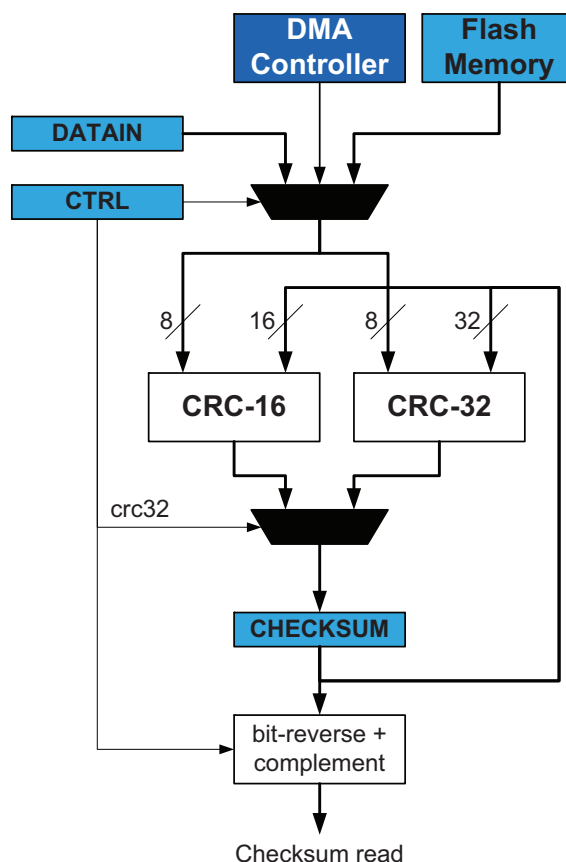 DMA
Controller
Flash
Memory
DATAIN
CTRL
8
16
8
32
CRC-16
CRC-32
crc32
CHECKSUM
bit-reverse +
complement
Checksum read